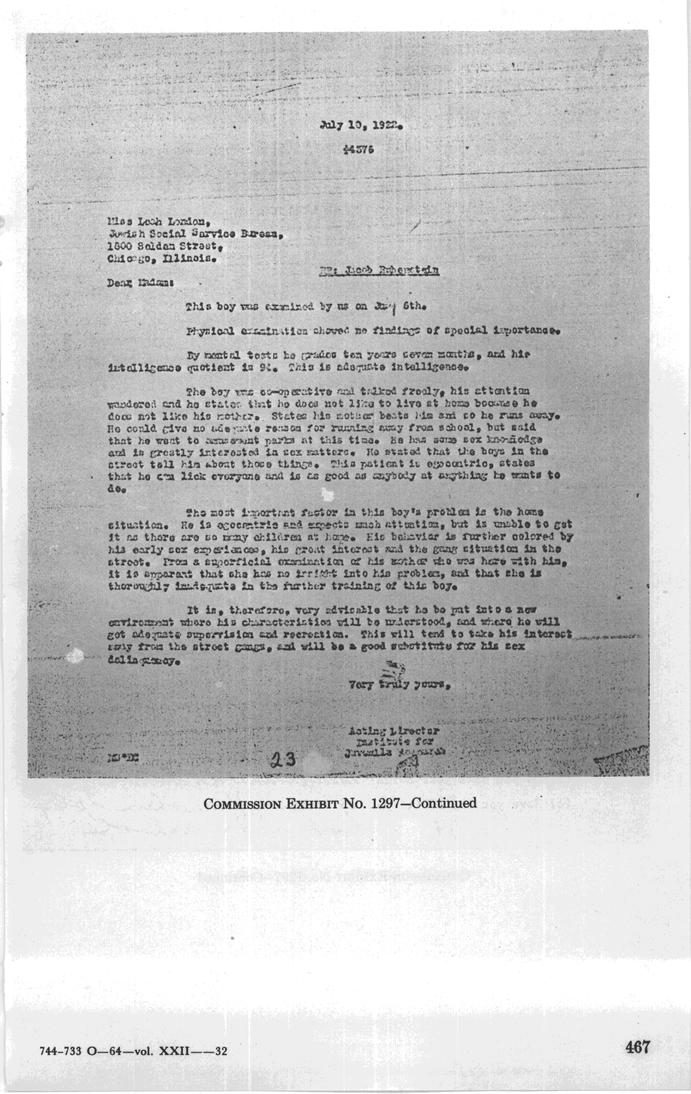 July 10, 1922.
#4576
Miss Leah London,
Jewish Social Service Bureau,
1800 Selden Street,
Chicago, Illinois.
RE: Jacob Rubenstein
Dear Madam:
This boy was examined by us on July 6th.
Physical examination showed no findings of special importance.
By mental tests he grades ten years seven months, and his
intelligence quotient is 94. This is adequate intelligence.
The boy was co-operative and talked freely, his attention
wandered and he states that he does not like to live at home because he
does not like his mother. States his mother beats him and so he runs away.
He could give no adequate reason for running away from school, but said
that he went to amusement parks at this time. He has some sex knowledge
and is greatly interested in sex matters. He stated that the boys in the
street tell him about those things. This patient is egocentric, states
that he can lick everyone and is as good as anybody at anything he wants to
do.
The most important factor in this boy's problem is the home
situation. He is egocentric and expects much attention, but is unable to get
it as there are so many children at home. His behavior is further colored by
his early sex experiences, his great interest and the gang situation in the
street. From a superficial examination of his mother who was here with him,
it is apparent that she has no into his problem, and that she is
thoroughly inadequate in the further training of this boy.
It is, therefore, very advisable that he be put into a new
environment where his characteristics will be understood, and where he will
get adequate supervision and recreation. This will tend to take his interest
away from the street gangs, and will be a good substitute for his sex
delinquency.
Very truly yours,
Acting Director
Institute for
Juvenile Research
23
COMMISSION EXHIBIT No. 1297—Continued
744-733 O—64—vol. XXII——32
467